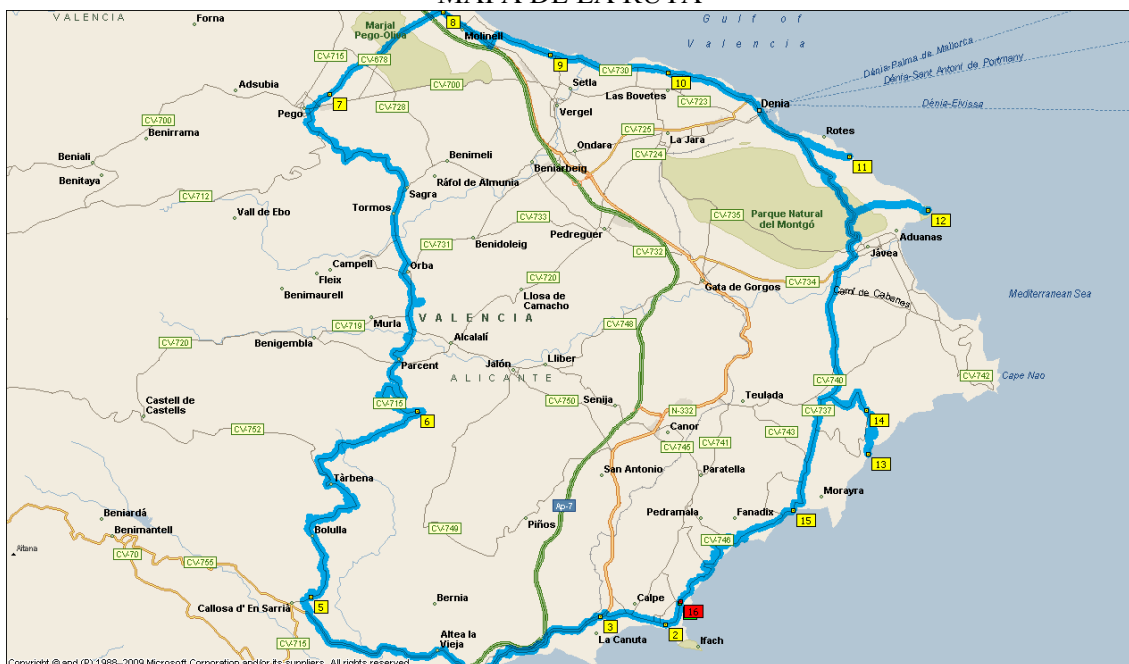 MAPA DE LA RUTA
VALENCIA
Forna
Marjal
Pego-Oliva
8
Molinell
Gulf of
Valencia
Dénia-Palma de Mallorca
Dénia-Sant Antoni de Portmany
Dénia-Eivissa
CV-715
CV-678
9
CV-730
10
Setla
Adsubia
CV-700
Las Bovetes
CV-723
Denia
7
CV-728
Vergel
Pego
CV-700
CV-725
Rotes
Benirrama
La Jara
Ondara
CV-724
Beniali
Benimeli
Beniarbeig
11
Benitaya
Ráfol de Almunia
CV-712
Sagra
Vall de Ebo
Tormos
CV-733
CV-735
Parque Natural
del Montgó
12
Pedreguer
Aduanas
CV-731
Benidoleig
CV-732
Jávea
Campell
Orba
Fleix
CV-720
Gata de Gorgos
CV-734
Benimaurell
Llosa de
Camacho
Camí de Cabanes
Mediterranean Sea
CV-719
Murla
VALENCIA
CV-748
CV-720
Benigembla
Alcalalí
Parcent
Jalón
Lliber
ALICANTE
CV-740
Cape Nao
CV-742
Castell de
Castells
CV-715
CV-750
Senija
N-332
Teulada
CV-737
6
14
CV-752
Canor
CV-743
CV-745
CV-741
13
Tàrbena
San Antonio
Paratella
Morayra
Beniardá
Ap-7
15
Benimantell
Bolulla
CV-749
Piños
Pedramala
Fanadix
Aitana
CV-70
CV-755
CV-746
Callosa d' En Sarrià
5
Bernia
Calpe
16
3
2
CV-715
Altea la
Vieja
La Canuta
Ifach
Copyright © and (P) 1988–2009 Microsoft Corporation and/or its suppliers. All rights reserved.